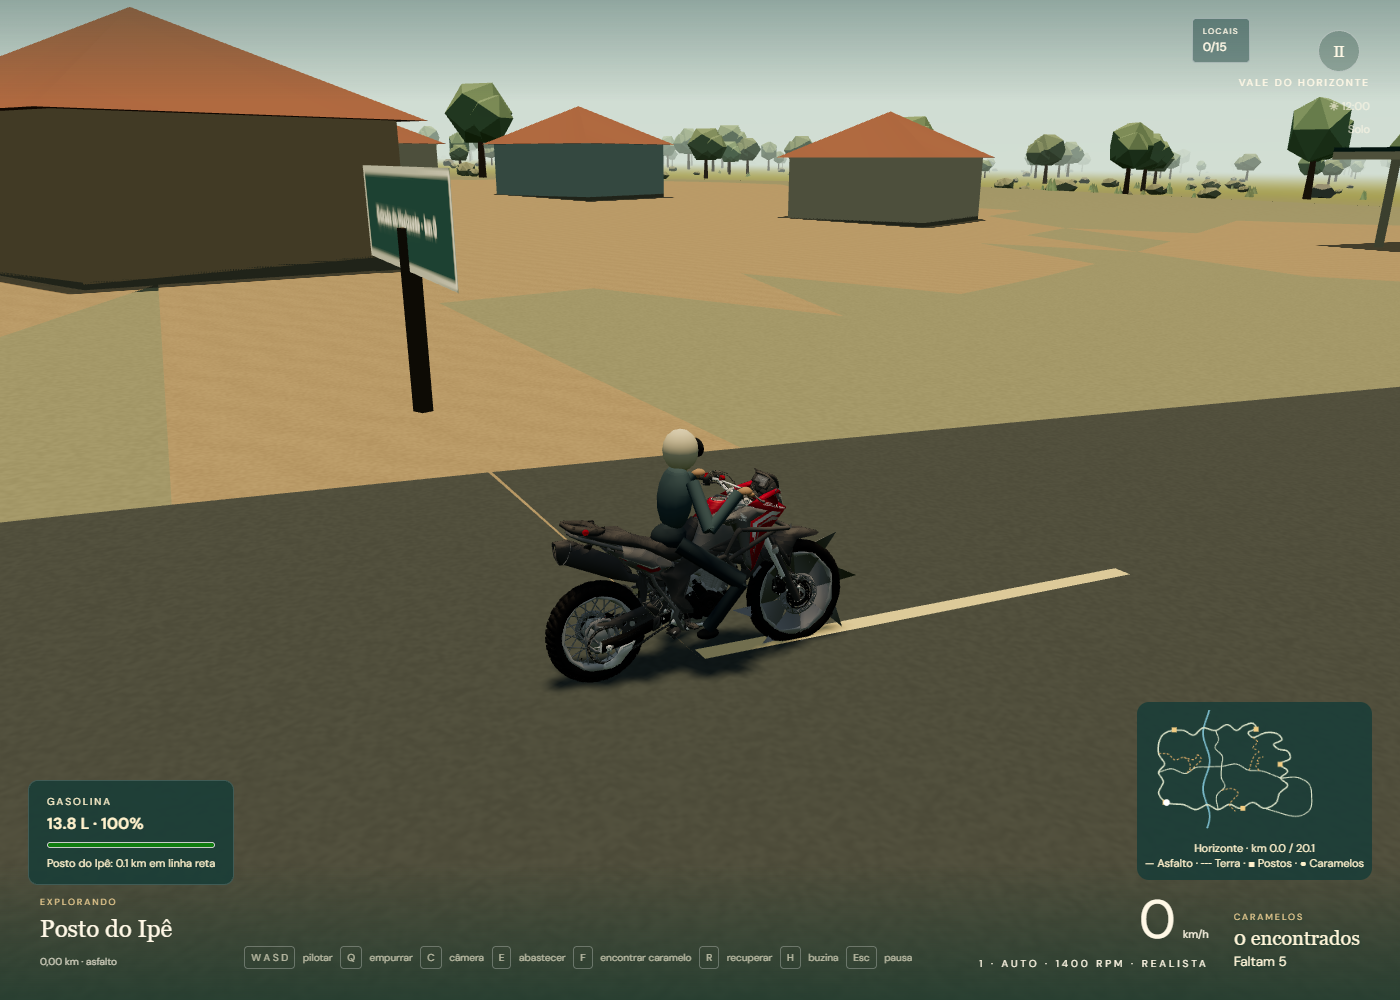 LOCAIS
0/15
II
VALE DO HORIZONTE
12:00
Solo
GASOLINA
13.8 L · 100%
Posto do Ipê: 0.1 km em linha reta
EXPLORANDO
Posto do Ipê
0,00 km · asfalto
WASD pilotar Q empurrar C câmera E abastecer F encontrar caramelo R recuperar H buzina Esc pausa
Horizonte · km 0.0 / 20.1
— Asfalto · --- Terra · ■ Postos · ● Caramelos
0 km/h
1 · AUTO · 1400 RPM · REALISTA
CARAMELOS
0 encontrados
Faltam 5